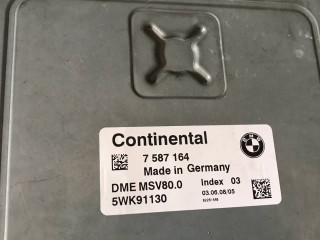 Continental
7 587 164
Made in Germany
DME MSV80.0 Index 03
5WK91130 03.06.08/05